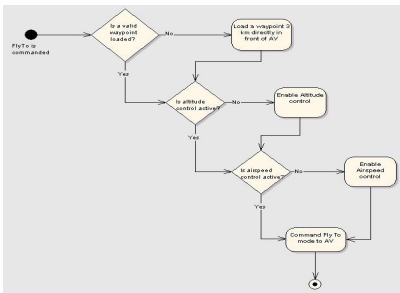 FlyTo is
commanded
Is a valid
waypoint
loaded?
No
Load a waypoint 3
km directly in
front of AV
Yes
Is altitude
control active?
No
Enable Altitude
control
Yes
Is airspeed
control active?
No
Enable
Airspeed
control
Yes
Command Fly To
mode to AV